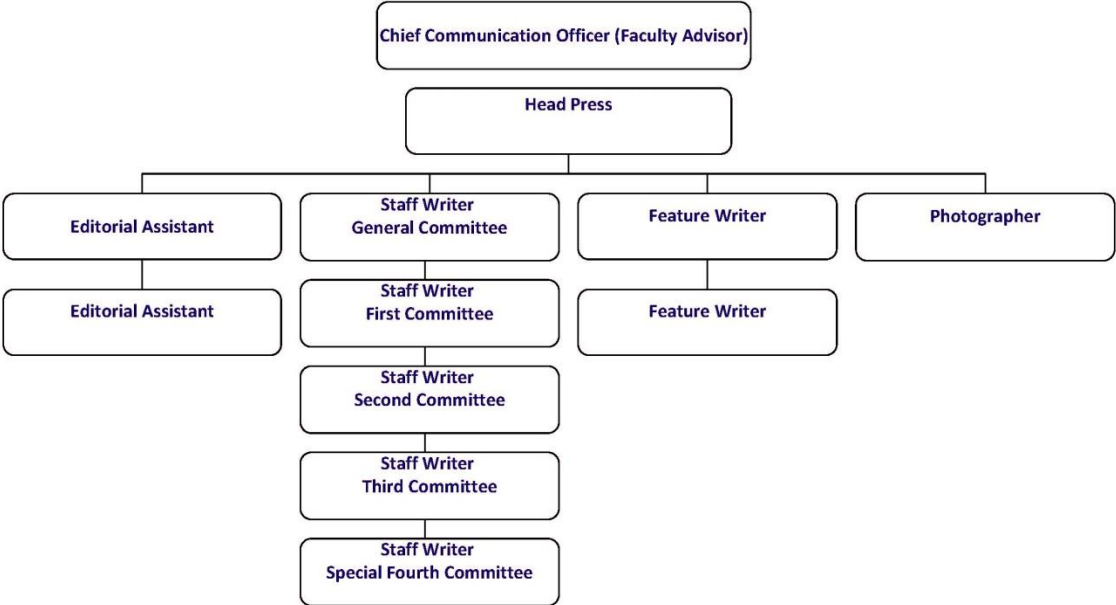 Chief Communication Officer (Faculty Advisor)
Head Press
Editorial Assistant
Staff Writer
General Committee
Feature Writer
Photographer
Editorial Assistant
Staff Writer
First Committee
Feature Writer
Staff Writer
Second Committee
Staff Writer
Third Committee
Staff Writer
Special Fourth Committee